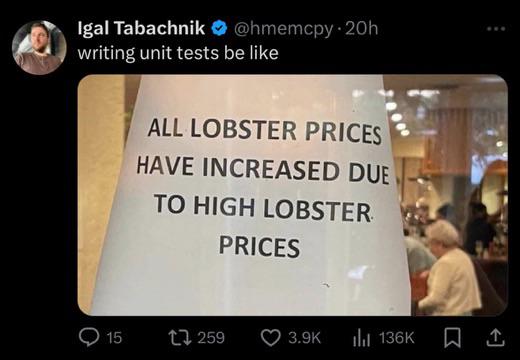 Igal Tabachnik @hmemcpy · 20h
writing unit tests be like
ALL LOBSTER PRICES
HAVE INCREASED DUE
TO HIGH LOBSTER
PRICES
15 259 3.9K 136K